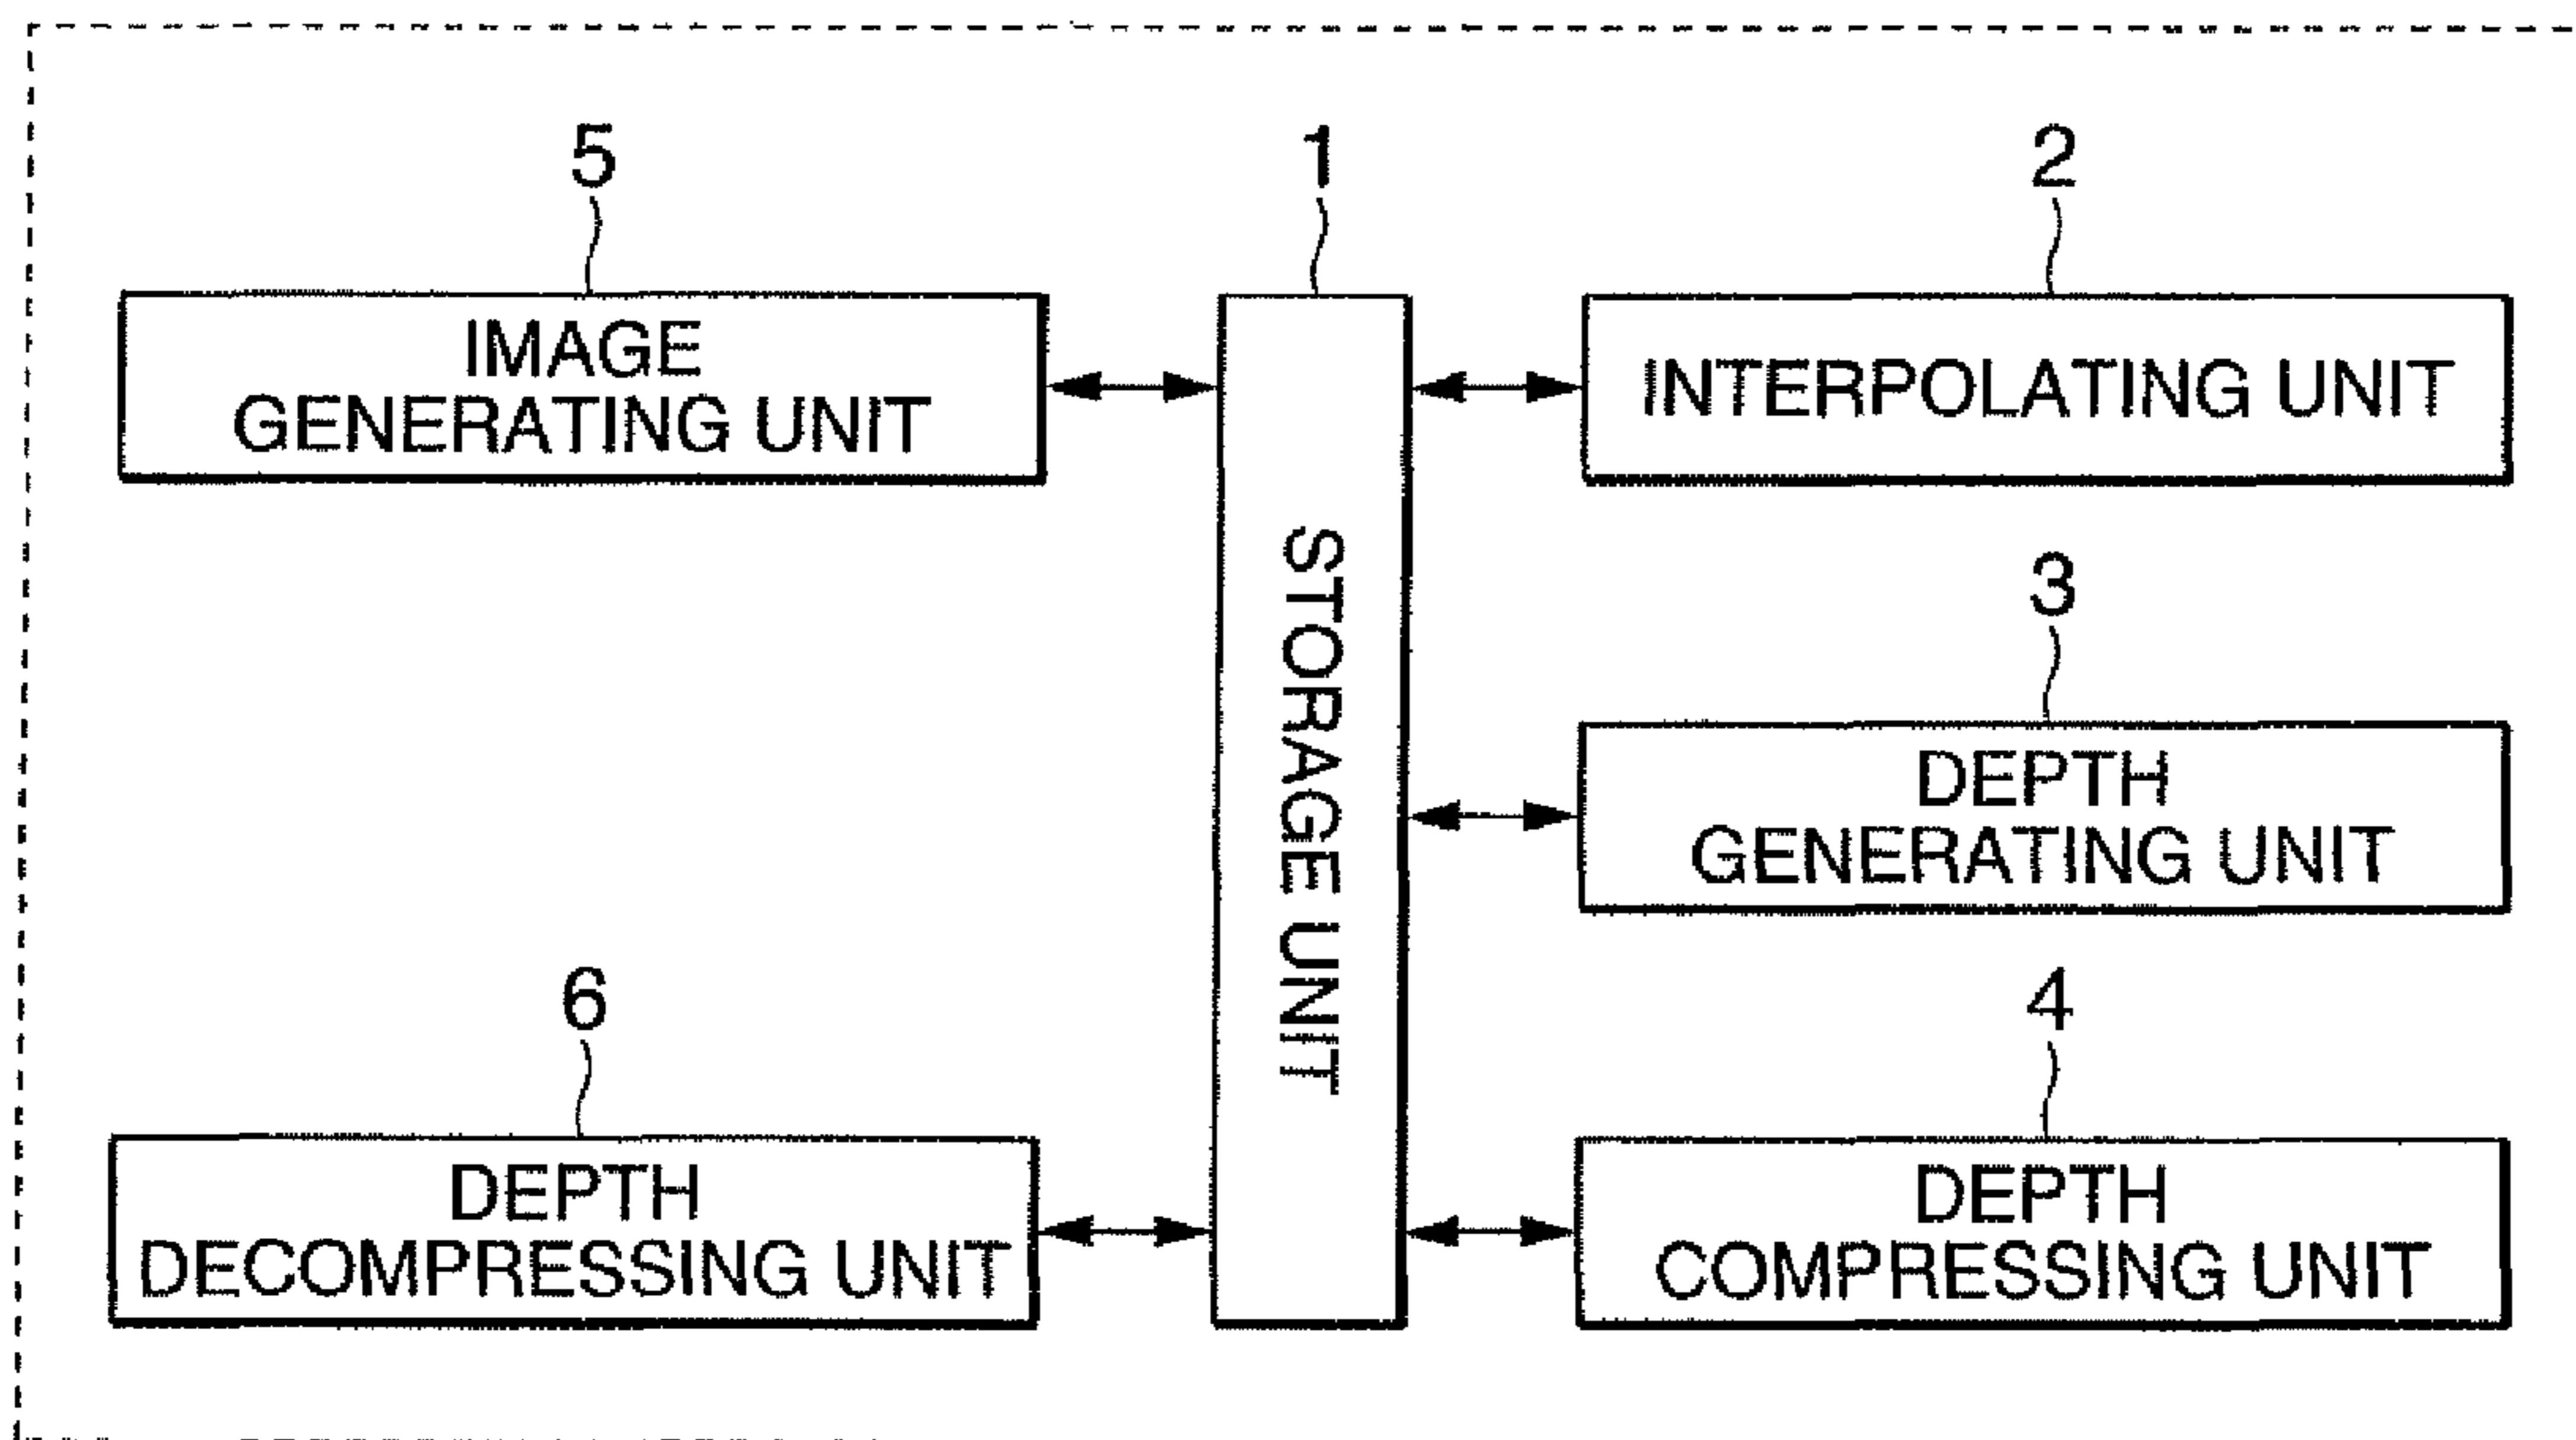 5
1
2
IMAGE
GENERATING UNIT
INTERPOLATING UNIT
STORAGE UNIT
3
DEPTH
GENERATING UNIT
6
4
DEPTH
DECOMPRESSING UNIT
DEPTH
COMPRESSING UNIT